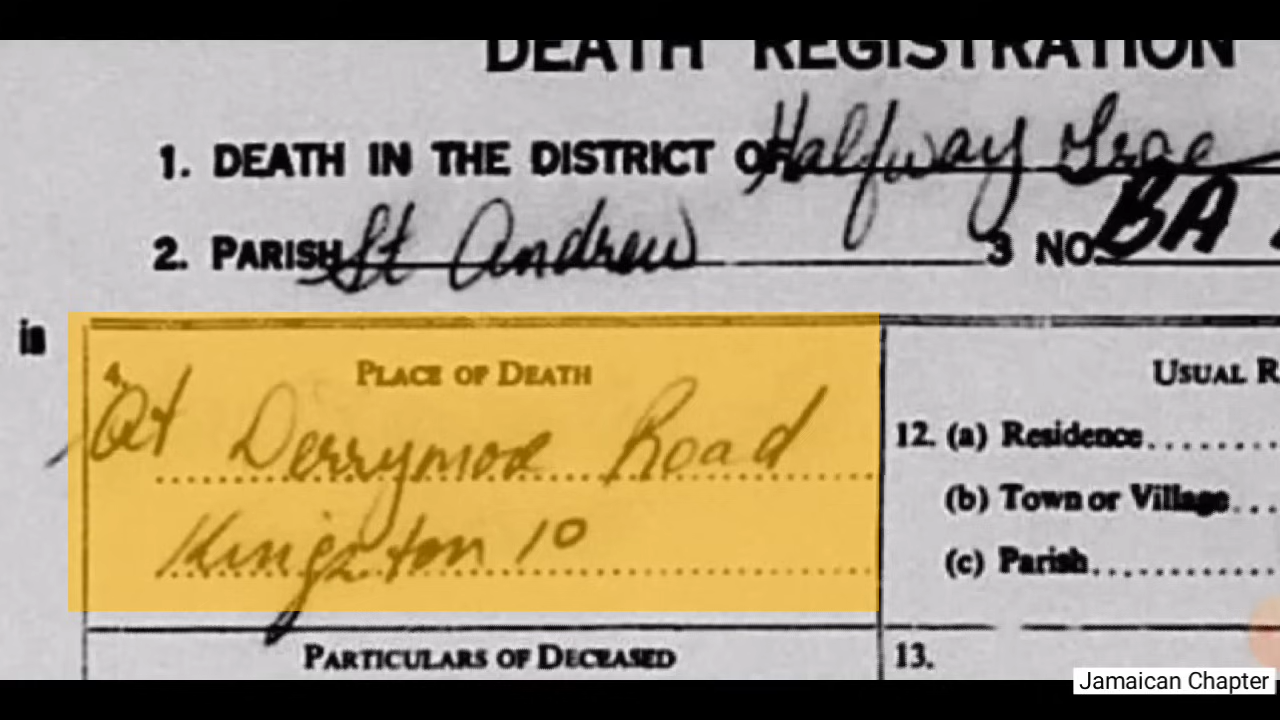 DEATH REGISTRATION
1. DEATH IN THE DISTRICT OF Halfway Tree
2. PARISH St Andrew 3 NO. BA
in
4. PLACE OF DEATH
At Derrymore Road
Kingston 10
USUAL R
12. (a) Residence
(b) Town or Village
(c) Parish
PARTICULARS OF DECEASED
13.
Jamaican Chapter